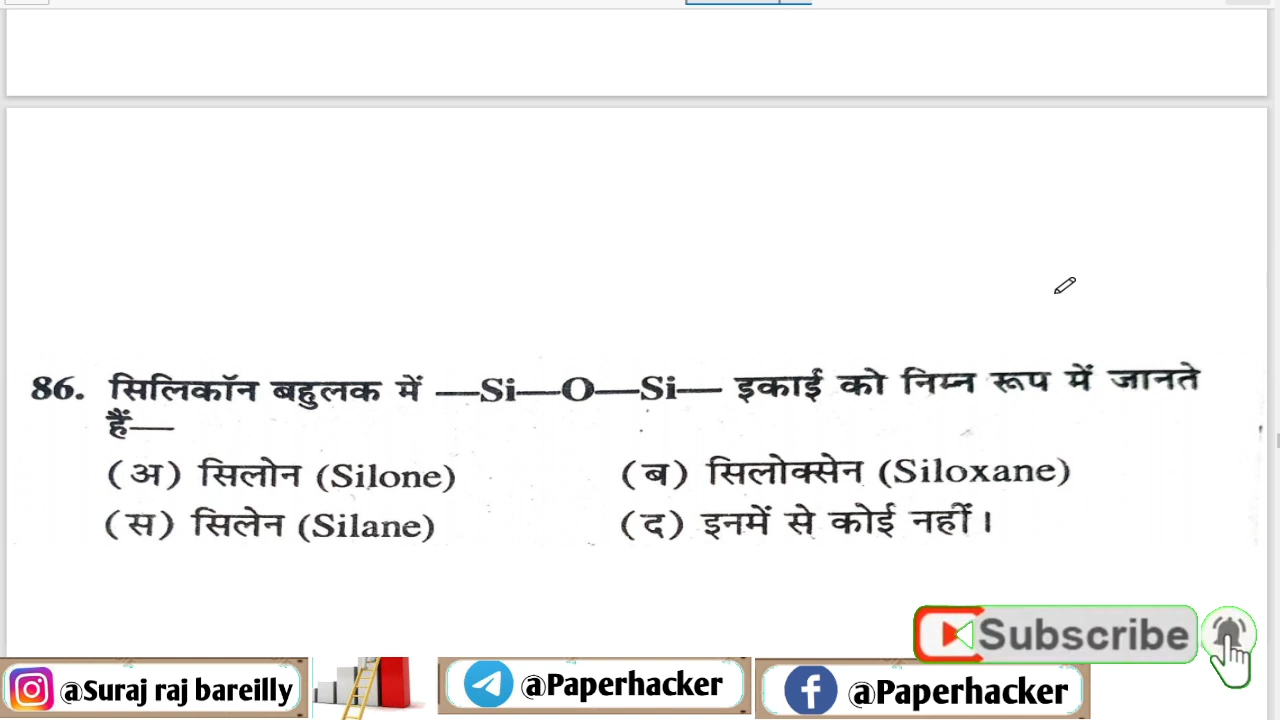 86. सिलिकॉन बहुलक में —Si—O—Si— इकाई को निम्न रूप में जानते
हैं—
(अ) सिलोन (Silone) (ब) सिलोक्सेन (Siloxane)
(स) सिलेन (Silane) (द) इनमें से कोई नहीं।
Subscribe
@Suraj raj bareilly @Paperhacker @Paperhacker